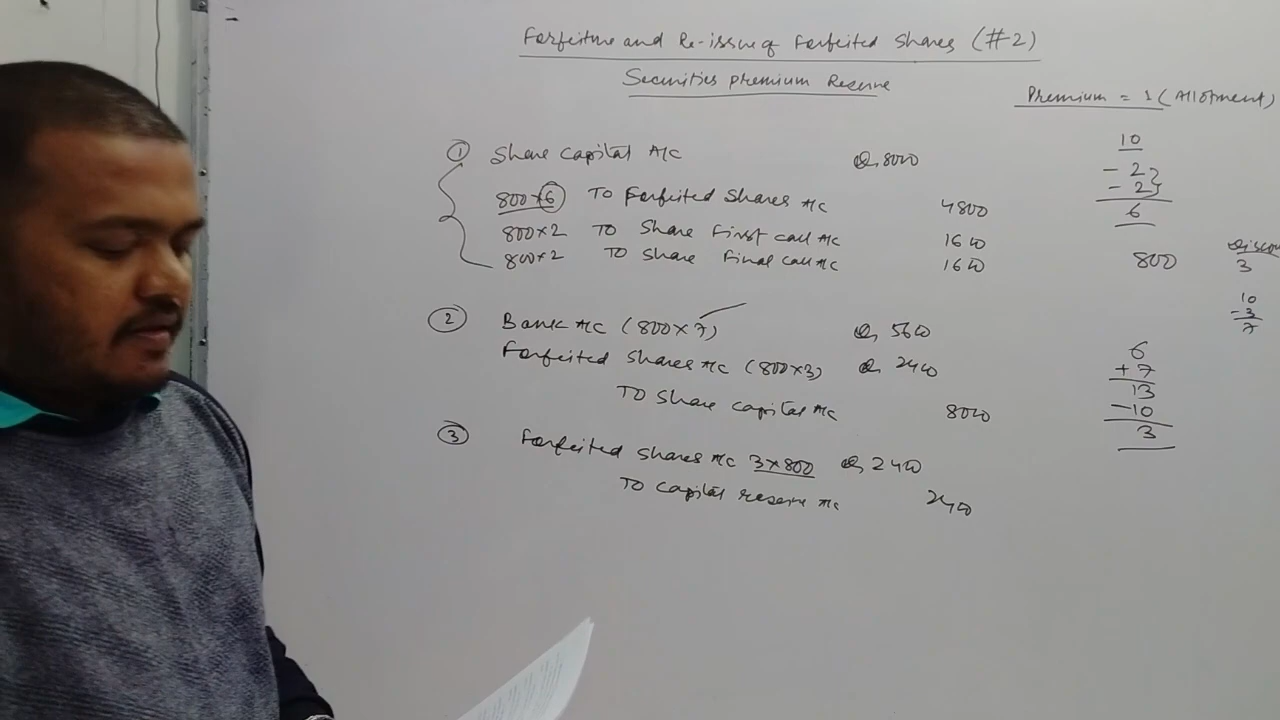 Forfeiture and Re-issue of Forfeited Shares (#2)
Securities Premium Reserve
Premium = 1 (Allotment)
① Share Capital A/c Dr. 8000
800×6 To Forfeited Shares A/c 4800
800×2 To Share First call A/c 1600
800×2 To Share Final call A/c 1600
10
- 2
- 2
6
800
3
10
-3
7
② Bank A/c (800×7) Dr. 5600
Forfeited Shares A/c (800×3) Dr. 2400
To Share capital A/c 8000
6
+ 7
13
-10
3
③ Forfeited Shares A/c 3×800 Dr. 2400
To capital reserve A/c 2400